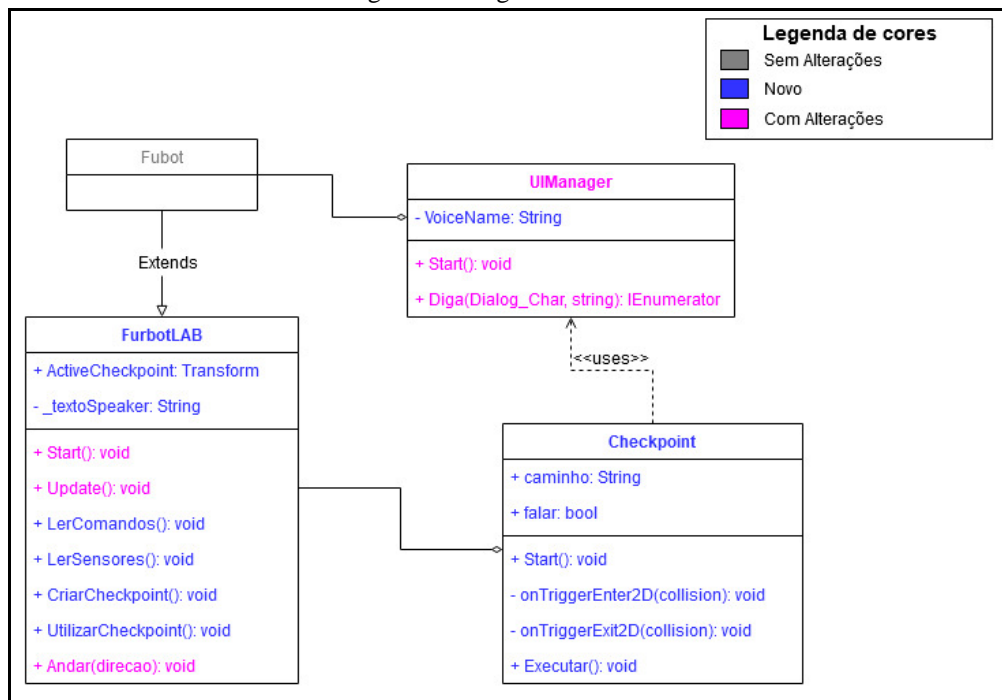 Legenda de cores
Sem Alterações
Novo
Com Alterações
Fubot
UIManager
- VoiceName: String
+ Start(): void
+ Diga(Dialog_Char, string): IEnumerator
Extends
<<uses>>
FurbotLAB
+ ActiveCheckpoint: Transform
- _textoSpeaker: String
+ Start(): void
+ Update(): void
+ LerComandos(): void
+ LerSensores(): void
+ CriarCheckpoint(): void
+ UtilizarCheckpoint(): void
+ Andar(direcao): void
Checkpoint
+ caminho: String
+ falar: bool
+ Start(): void
- onTriggerEnter2D(collision): void
- onTriggerExit2D(collision): void
+ Executar(): void